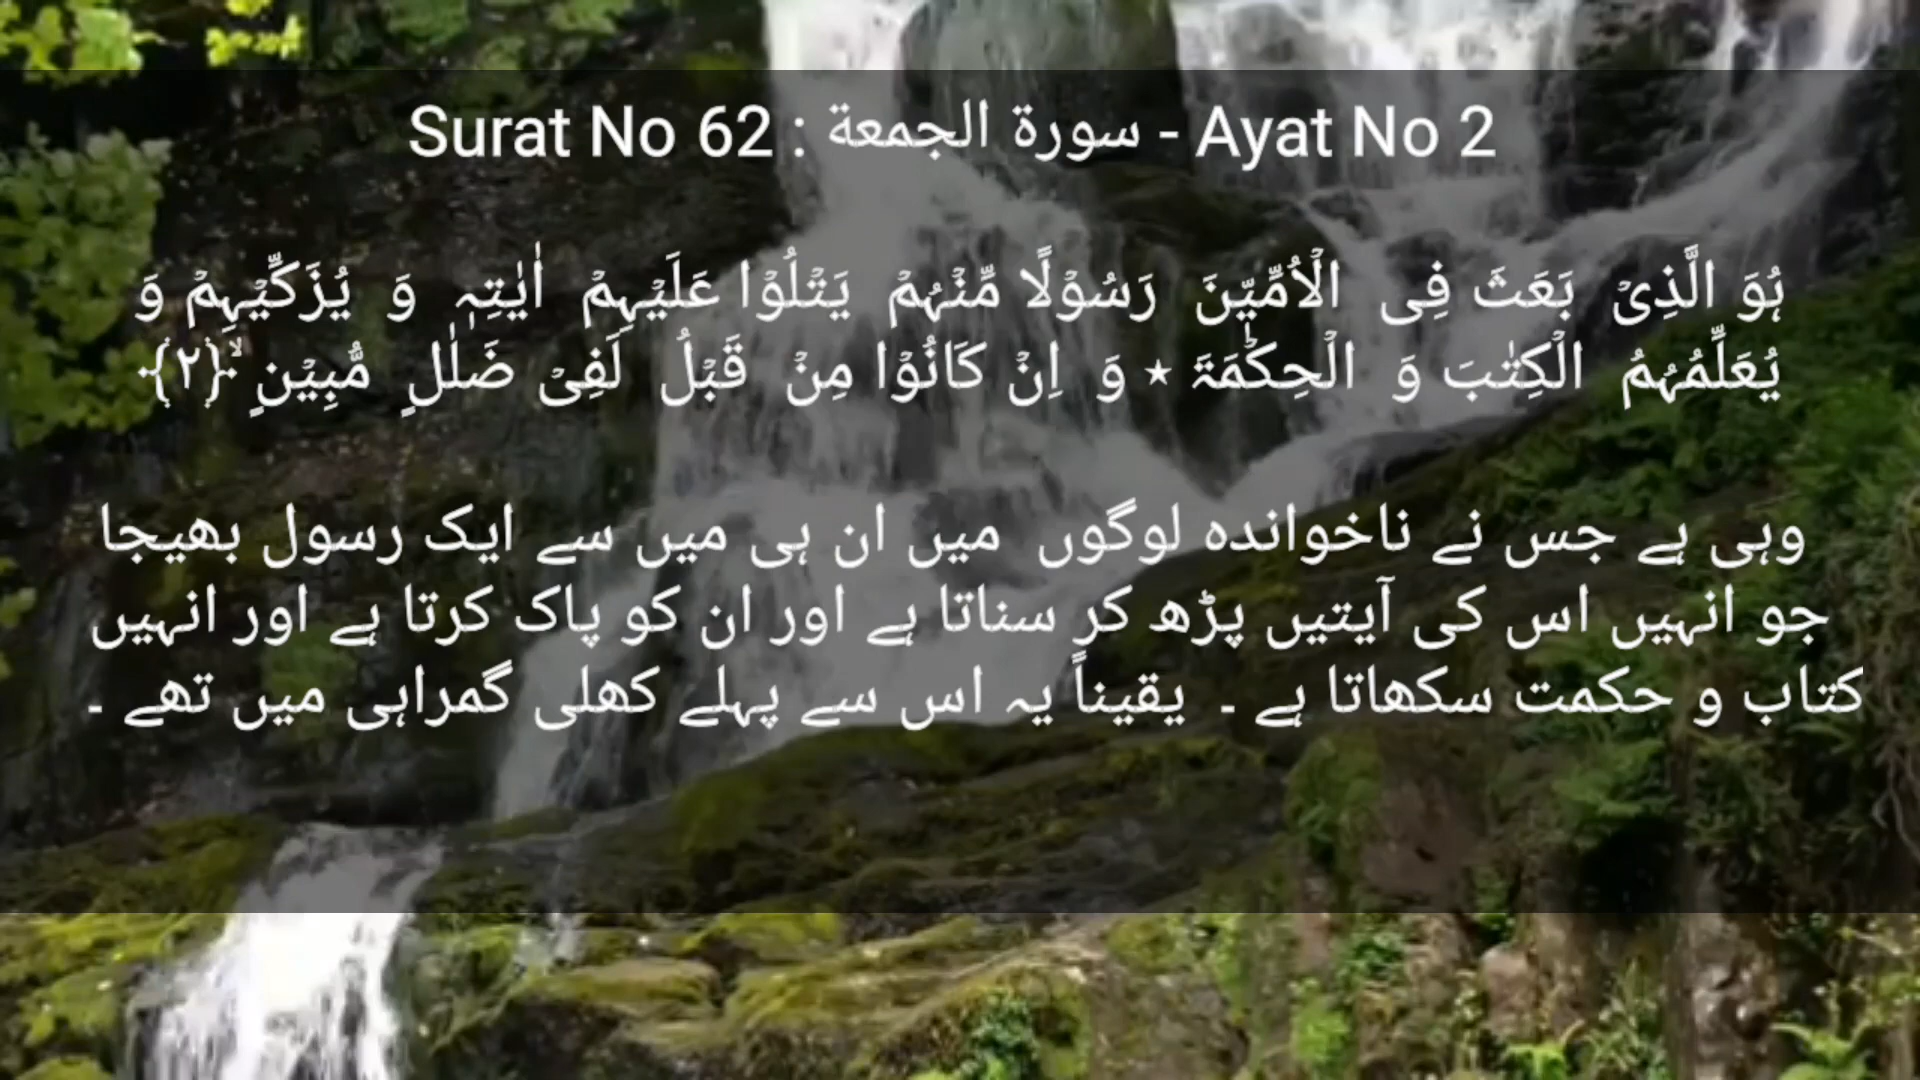 Surat No 62 : سورة الجمعة - Ayat No 2
ہُوَ الَّذِیۡ بَعَثَ فِی الۡاُمِّیّٖنَ رَسُوۡلًا مِّنۡہُمۡ یَتۡلُوۡا عَلَیۡہِمۡ اٰیٰتِہٖ وَ یُزَکِّیۡہِمۡ وَ
یُعَلِّمُہُمُ الۡکِتٰبَ وَ الۡحِکۡمَۃَ ٭ وَ اِنۡ کَانُوۡا مِنۡ قَبۡلُ لَفِیۡ ضَلٰلٍ مُّبِیۡنٍ ۙ﴿۲﴾
وہی ہے جس نے ناخواندہ لوگوں میں ان ہی میں سے ایک رسول بھیجا
جو انہیں اس کی آیتیں پڑھ کر سناتا ہے اور ان کو پاک کرتا ہے اور انہیں
کتاب و حکمت سکھاتا ہے ۔ یقیناً یہ اس سے پہلے کھلی گمراہی میں تھے ۔